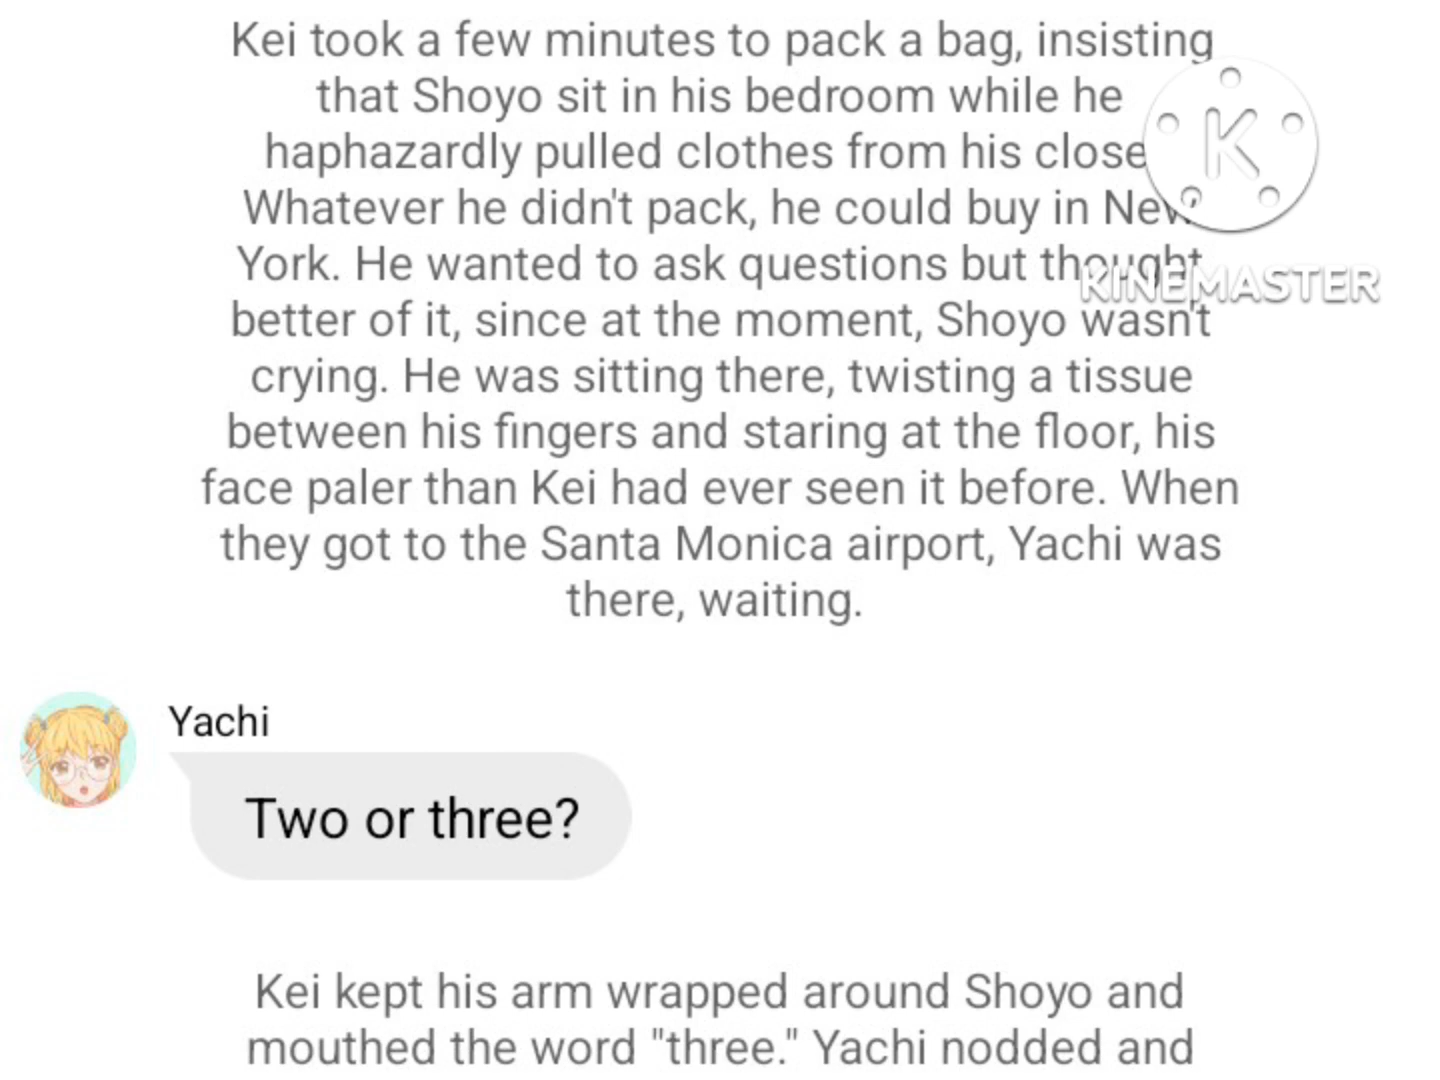 Kei took a few minutes to pack a bag, insisting
that Shoyo sit in his bedroom while he
haphazardly pulled clothes from his close
Whatever he didn't pack, he could buy in New
York. He wanted to ask questions but thought
better of it, since at the moment, Shoyo wasn't
crying. He was sitting there, twisting a tissue
between his fingers and staring at the floor, his
face paler than Kei had ever seen it before. When
they got to the Santa Monica airport, Yachi was
there, waiting.
K
KINEMASTER
Yachi
Two or three?
Kei kept his arm wrapped around Shoyo and
mouthed the word "three." Yachi nodded and